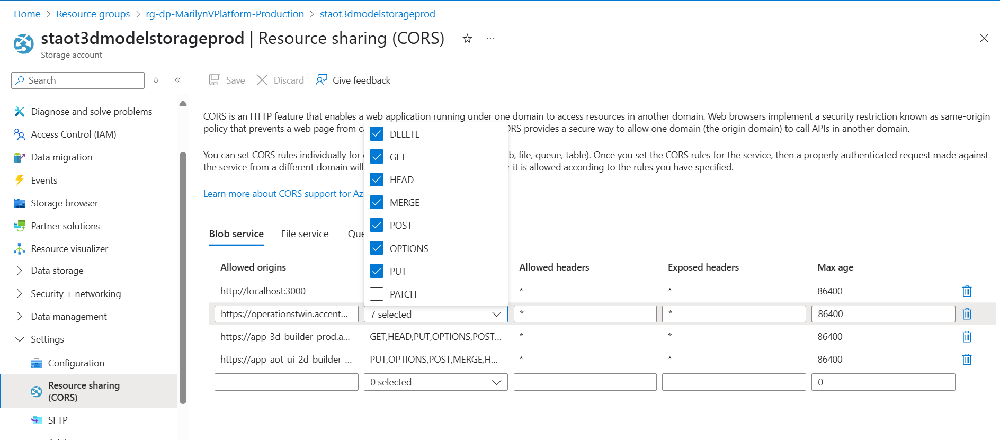 Home > Resource groups > rg-dp-MarilynVPlatform-Production > staot3dmodelstorageprod
staot3dmodelstorageprod | Resource sharing (CORS) ☆ ···
Storage account
Search
Save Discard Give feedback
Diagnose and solve problems
Access Control (IAM)
Data migration
Events
Storage browser
Partner solutions
Resource visualizer
Data storage
Security + networking
Data management
Settings
Configuration
Resource sharing
(CORS)
SFTP
CORS is an HTTP feature that enables a web application running under one domain to access resources in another domain. Web browsers implement a security restriction known as same-origin
policy that prevents a web page from ORS provides a secure way to allow one domain (the origin domain) to call APIs in another domain.
You can set CORS rules individually for b, file, queue, table). Once you set the CORS rules for the service, then a properly authenticated request made against
the service from a different domain will r it is allowed according to the rules you have specified.
Learn more about CORS support for Az
DELETE
GET
HEAD
MERGE
POST
OPTIONS
PUT
PATCH
Blob service File service Que
Allowed origins Allowed headers Exposed headers Max age
http://localhost:3000 * * 86400
https://operationstwin.accent... 7 selected * * 86400
https://app-3d-builder-prod.a... GET,HEAD,PUT,OPTIONS,POST... * * 86400
https://app-aot-ui-2d-builder-... PUT,OPTIONS,POST,MERGE,H... * * 86400
0 selected 0